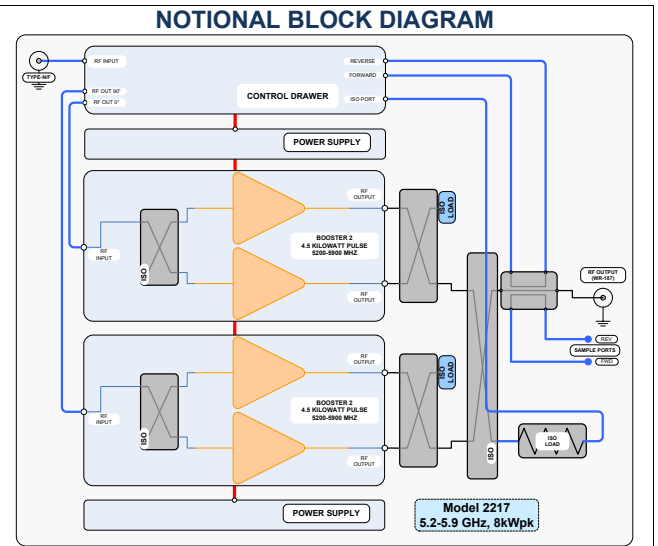 NOTIONAL BLOCK DIAGRAM
TYPE-N/F
RF INPUT
RF OUT 90°
RF OUT 0°
CONTROL DRAWER
REVERSE
FORWARD
ISO PORT
POWER SUPPLY
RF
INPUT
ISO
RF
OUTPUT
BOOSTER 2
4.5 KILOWATT PULSE
5200-5900 MHZ
RF
OUTPUT
ISO
LOAD
RF OUTPUT
(WR-187)
REV
SAMPLE PORTS
FWD
RF
INPUT
ISO
RF
OUTPUT
BOOSTER 2
4.5 KILOWATT PULSE
5200-5900 MHZ
RF
OUTPUT
ISO
LOAD
ISO
ISO
LOAD
POWER SUPPLY
Model 2217
5.2-5.9 GHz, 8kWpk